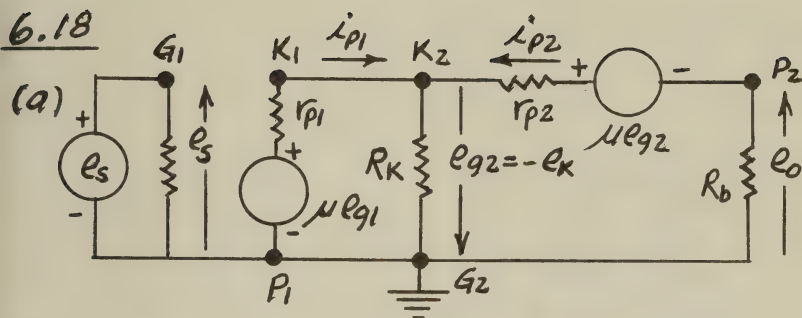 6.18
G1 K1 ip1 K2 ip2 P2
(a) + es - es rp1 + μeg1 - RK eg2 = -eK rp2 + - μeg2 Rb eo
P1 G2